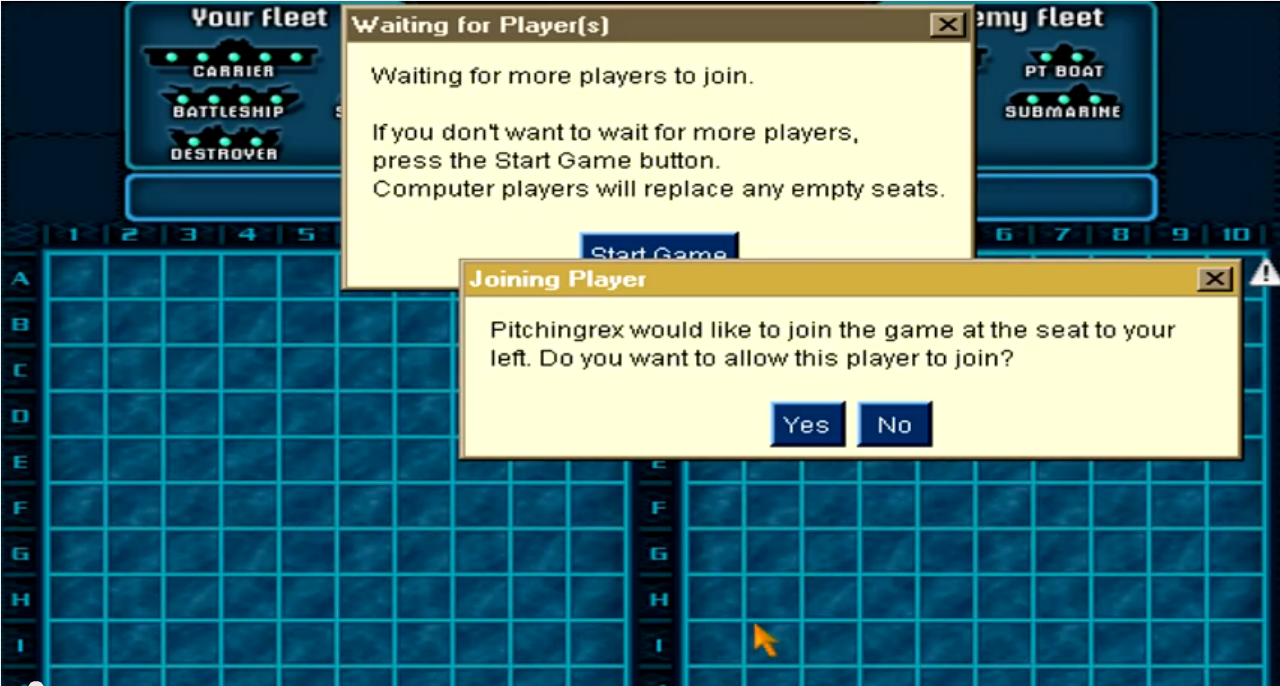 Your Fleet
CARRIER
BATTLESHIP
DESTROYER
Waiting for Player(s)
Waiting for more players to join.
If you don't want to wait for more players,
press the Start Game button.
Computer players will replace any empty seats.
Start Game
Fleet
PT BOAT
SUBMARINE
1 2 3 4 5
6 7 8 9 10
A
B
C
D
E
F
G
H
I
Joining Player
Pitchingrex would like to join the game at the seat to your
left. Do you want to allow this player to join?
Yes No
E
F
G
H
I